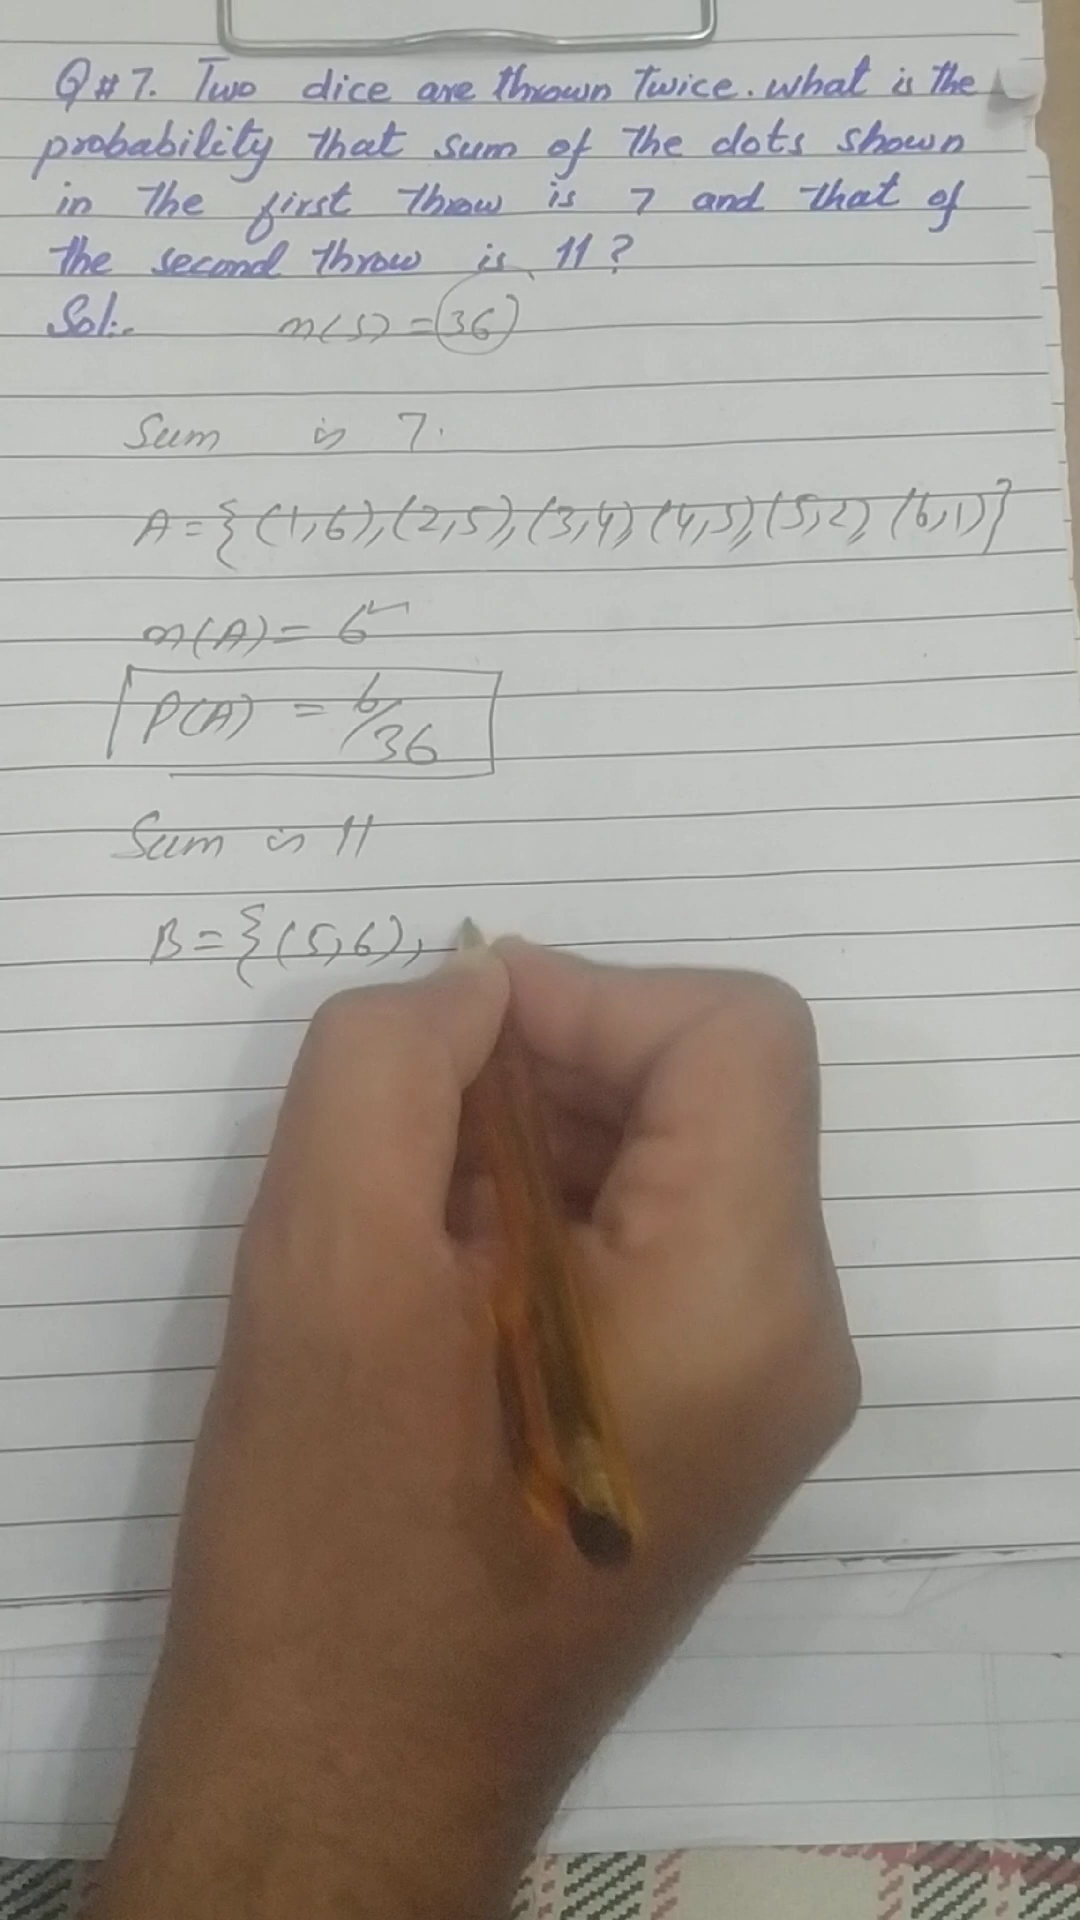 Q#7. Two dice are thrown twice. what is the
probability that sum of the dots shown
in the first throw is 7 and that of
the second throw is 11?
Sol:- n(S) = 36
Sum is 7.
A = {(1,6), (2,5), (3,4) (4,3), (5,2), (6,1)}
n(A) = 6
P(A) = 6/36
Sum is 11
B = {(5,6),